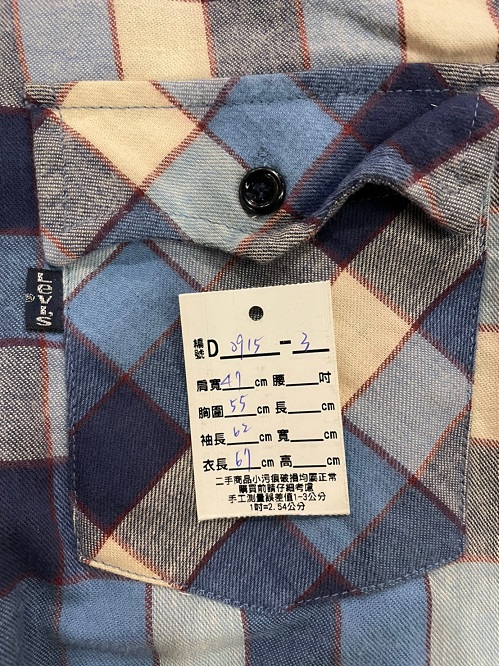 LEVI'S
®
編號 D 0915 - 3
肩寬 47 cm 腰 吋
胸圍 55 cm 長 cm
袖長 62 cm 寬 cm
衣長 67 cm 高 cm
二手商品小污痕破損均屬正常
購買前請仔細考慮
手工測量誤差值1-3公分
1吋=2.54公分